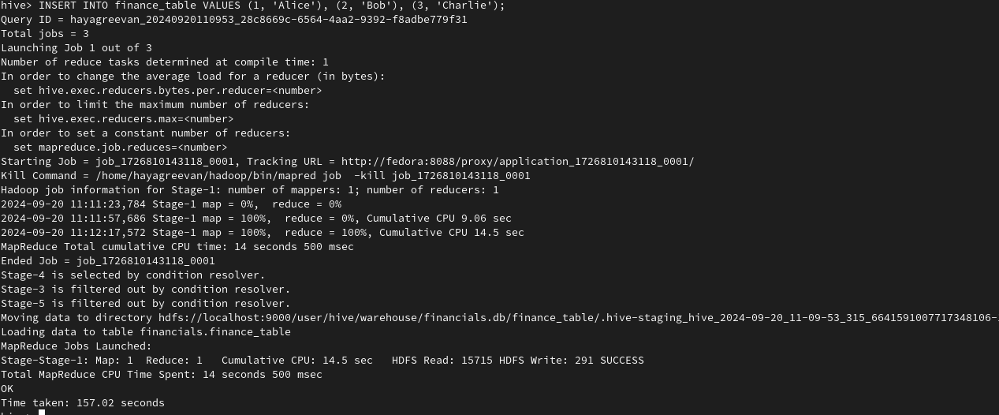 hive> INSERT INTO finance_table VALUES (1, 'Alice'), (2, 'Bob'), (3, 'Charlie');
Query ID = hayagreevan_20240920110953_28c8669c-6564-4aa2-9392-f8adbe779f31
Total jobs = 3
Launching Job 1 out of 3
Number of reduce tasks determined at compile time: 1
In order to change the average load for a reducer (in bytes):
  set hive.exec.reducers.bytes.per.reducer=<number>
In order to limit the maximum number of reducers:
  set hive.exec.reducers.max=<number>
In order to set a constant number of reducers:
  set mapreduce.job.reduces=<number>
Starting Job = job_1726810143118_0001, Tracking URL = http://fedora:8088/proxy/application_1726810143118_0001/
Kill Command = /home/hayagreevan/hadoop/bin/mapred job  -kill job_1726810143118_0001
Hadoop job information for Stage-1: number of mappers: 1; number of reducers: 1
2024-09-20 11:11:23,784 Stage-1 map = 0%,  reduce = 0%
2024-09-20 11:11:57,686 Stage-1 map = 100%,  reduce = 0%, Cumulative CPU 9.06 sec
2024-09-20 11:12:17,572 Stage-1 map = 100%,  reduce = 100%, Cumulative CPU 14.5 sec
MapReduce Total cumulative CPU time: 14 seconds 500 msec
Ended Job = job_1726810143118_0001
Stage-4 is selected by condition resolver.
Stage-3 is filtered out by condition resolver.
Stage-5 is filtered out by condition resolver.
Moving data to directory hdfs://localhost:9000/user/hive/warehouse/financials.db/finance_table/.hive-staging_hive_2024-09-20_11-09-53_315_6641591007717348106-
Loading data to table financials.finance_table
MapReduce Jobs Launched:
Stage-Stage-1: Map: 1  Reduce: 1   Cumulative CPU: 14.5 sec   HDFS Read: 15715 HDFS Write: 291 SUCCESS
Total MapReduce CPU Time Spent: 14 seconds 500 msec
OK
Time taken: 157.02 seconds